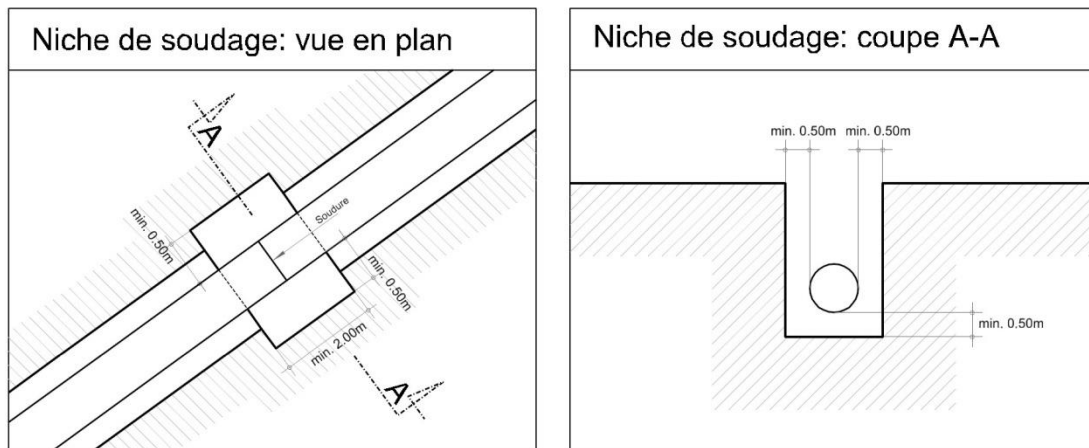 Niche de soudage: vue en plan
A
Soudure
min. 0.50m
min. 0.50m
min. 2.00m
A
Niche de soudage: coupe A-A
min. 0.50m
min. 0.50m
min. 0.50m